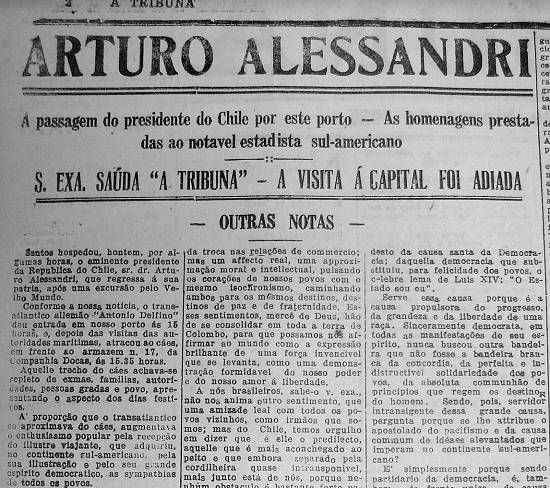 2 A TRIBUNA
ARTURO ALESSANDRI
A passagem do presidente do Chile por este porto — As homenagens presta-
das ao notavel estadista sul-americano
S. EXA. SAÚDA "A TRIBUNA" - A VISITA Á CAPITAL FOI ADIADA
— OUTRAS NOTAS —
Santos hospedou, hontem, por al-
gumas horas, o eminente presidente
da Republica do Chile, sr. dr. Artu-
ro Alessandri, que regressa á sua
patria, após uma excursão pelo Ve-
lho Mundo.
Conforme a nossa noticia, o trans-
atlantico allemão "Antonio Delfino"
deu entrada em nosso porto ás 15
horas, e, depois das visitas das au-
toridades maritimas, atracou ao cáes,
em frente ao armazem n. 17, da
Companhia Docas, ás 15.35 horas.
Aquelle trecho do cáes achava-se
repleto de exmas. familias, autori-
dades, pessoas gradas e povo, apre-
sentando o aspecto dos dias festi-
vos.
A' proporção que o transatlantico
se aproximava do cáes, augmentava
o enthusiasmo popular pela recepção
do illustre viajante, que adquiriu,
no continente sul-americano, pela
sua illustração e pelo seu grande
espirito democratico, as sympathias
de todos os povos.
da troca nas relações de commercio;
mas um affecto real, uma approxi-
mação moral e intellectual, pulsando
os corações de nossos povos com o
mesmo isochronismo, caminhando
ambos para os mesmos destinos, des-
tinos de paz e de fraternidade. Es-
ses sentimentos, mercê de Deus, hão
de se consolidar em toda a terra de
Colombo, para que possamos nos af-
firmar ao mundo como a expressão
brilhante de uma força invencivel
que se levanta, como uma demons-
tração formidavel do nosso poder
e do nosso amor á liberdade.
A nós brasileiros, sabe-o v. exa.,
não nos anima outro sentimento, que
uma amizade leal com todos os po-
vos vizinhos, como irmãos que so-
mos; mas do Chile, temos orgulho
em dizer que é elle o predilecto,
aquelle que é mais aconchegado ao
peito e que embora separado pela
cordilheira quase intransponivel,
mais junto está de nós, porque ne-
nhum obstaculo é bastante forte pa-
desto da causa santa da Democra-
cia; daquella democracia que sub-
stituiu, para felicidade dos povos, o
celebre lema de Luis XIV: "O Es-
tado sou eu".
Servo essa causa porque é a
causa propulsora do progresso,
da grandeza e da liberdade de uma
raça. Sinceramente democrata, em
todas as manifestações de seu es-
pirito, nunca buscou outra bandei-
ra que não fosse a bandeira branca
da concordia, da perfeita e in-
distructivel solidariedade dos po-
vos, da absoluta communhão de
principios que regem os destinos
do homem. Sendo, pois, servidor
intransigente dessa grande causa,
pergunta porque se lhe attribue o
apostolado do pacifismo e da causa
commum de idéaes alevantados que
imperam no continente sul-ameri-
cano?
E' simplesmente porque sendo
partidario da democracia, é o es-